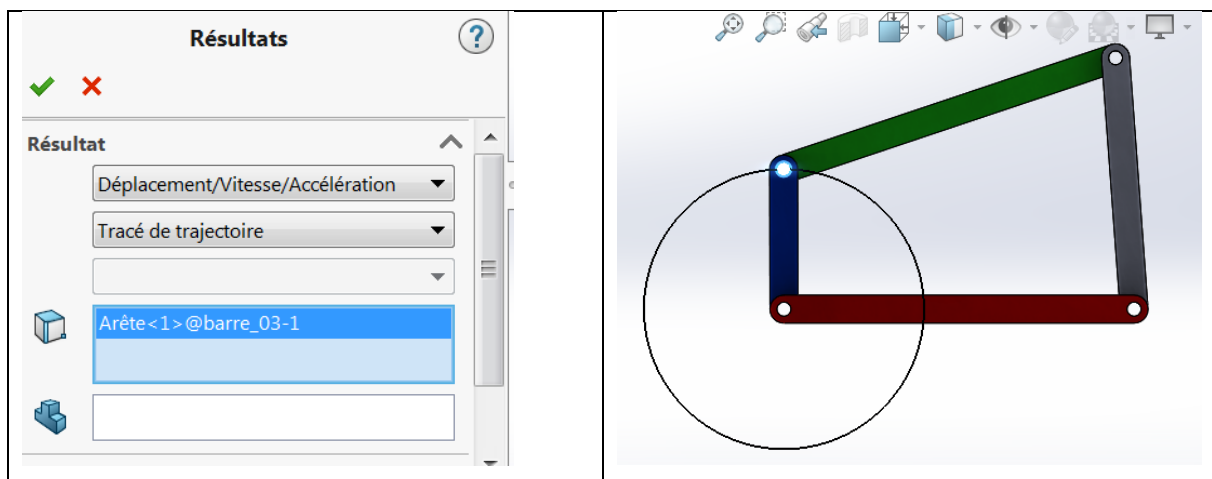 Résultats
?
Résultat
Déplacement/Vitesse/Accélération
Tracé de trajectoire
Arête<1>@barre_03-1